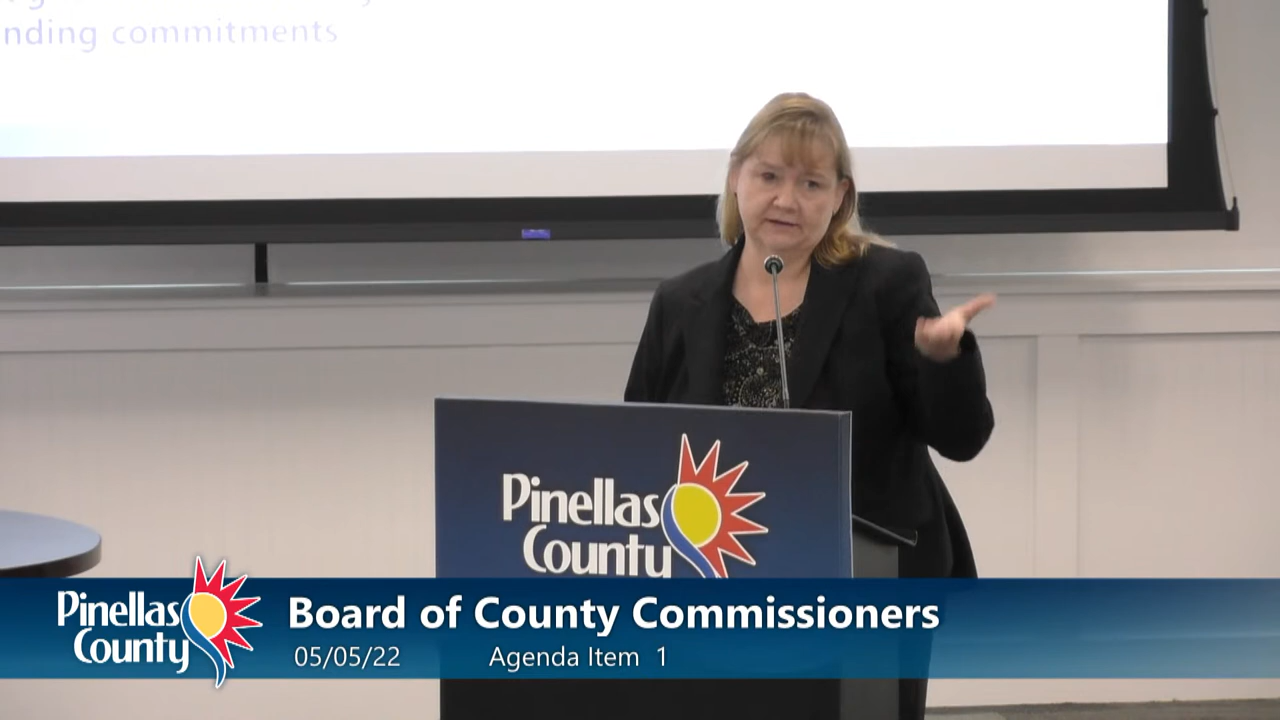 nding commitments
Pinellas
County
Pinellas
County
Board of County Commissioners
05/05/22 Agenda Item 1